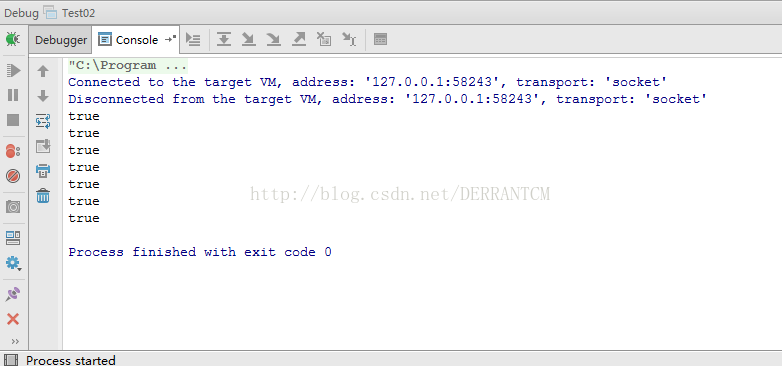 Debug Test02
Debugger Console
"C:\Program ...
Connected to the target VM, address: '127.0.0.1:58243', transport: 'socket'
Disconnected from the target VM, address: '127.0.0.1:58243', transport: 'socket'
true
true
true
true
true
true
true
http://blog.csdn.net/DERRANTCM
Process finished with exit code 0
Process started